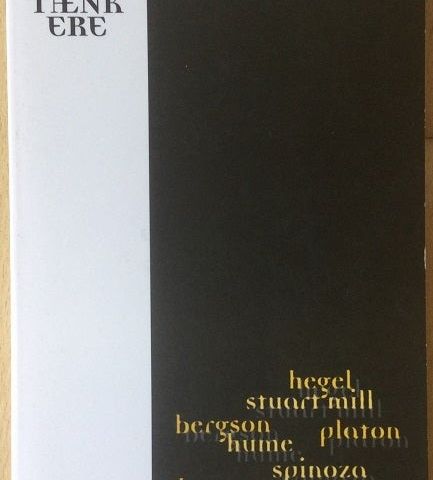 TÆNK
ERE
hegel
stuart mill
bergson platon
hume
spinoza